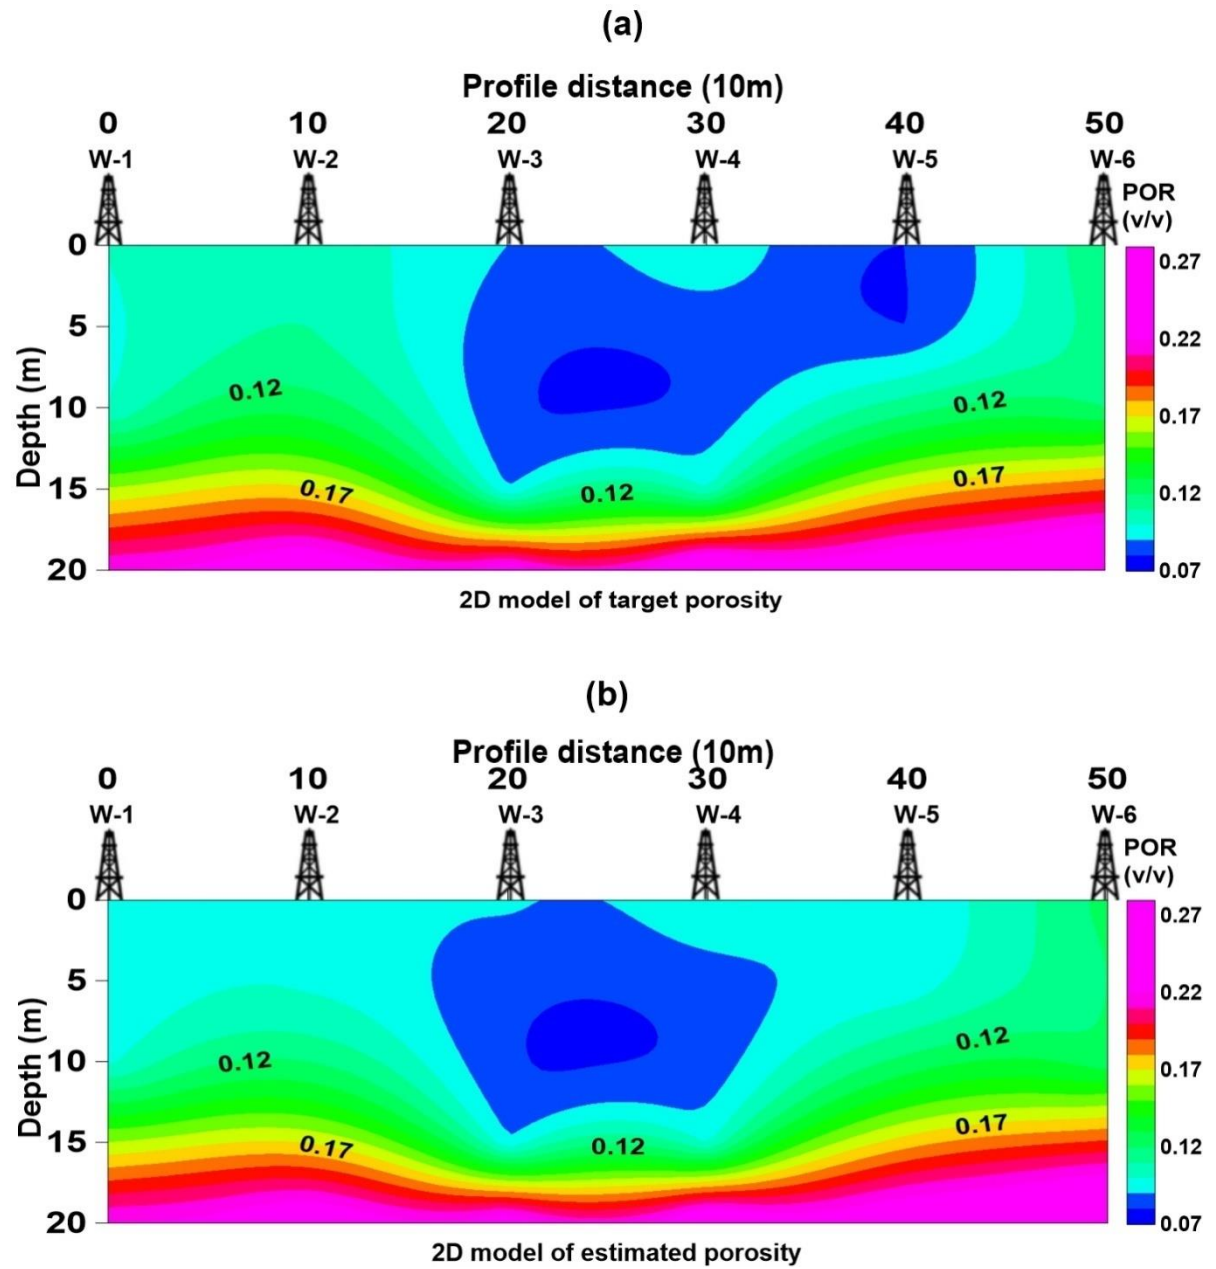 (a)
Profile distance (10m)
0 10 20 30 40 50
W-1 W-2 W-3 W-4 W-5 W-6
POR
(v/v)
Depth (m)
0
5
10
15
20
0.12
0.17
0.12
0.12
0.17
0.27
0.22
0.17
0.12
0.07
2D model of target porosity
(b)
Profile distance (10m)
0 10 20 30 40 50
W-1 W-2 W-3 W-4 W-5 W-6
POR
(v/v)
Depth (m)
0
5
10
15
20
0.12
0.17
0.12
0.12
0.17
0.27
0.22
0.17
0.12
0.07
2D model of estimated porosity